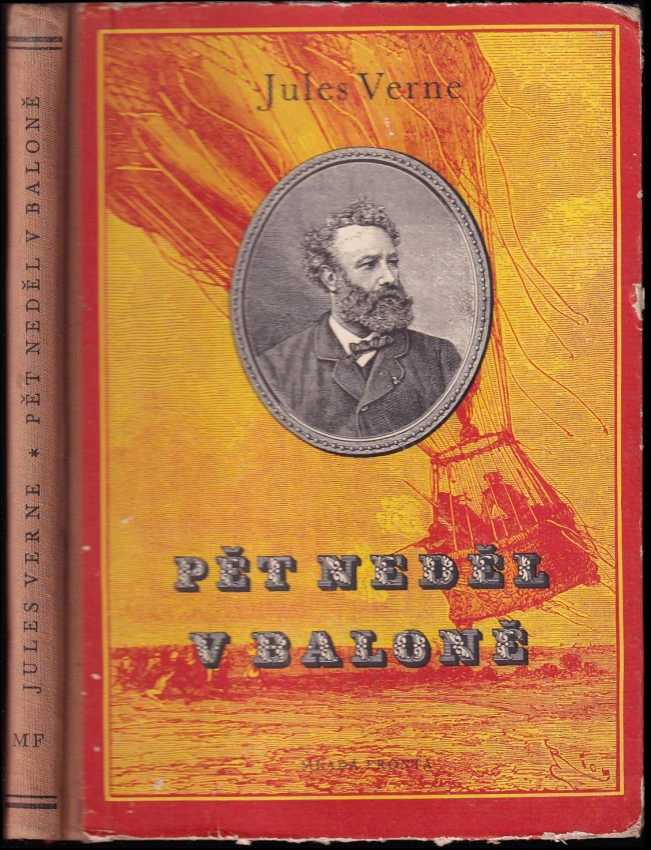 JULES VERNE * PĚT NEDĚL V BALONĚ
MF
Jules Verne
PĚT NEDĚL
V BALONĚ
MLADÁ FRONTA